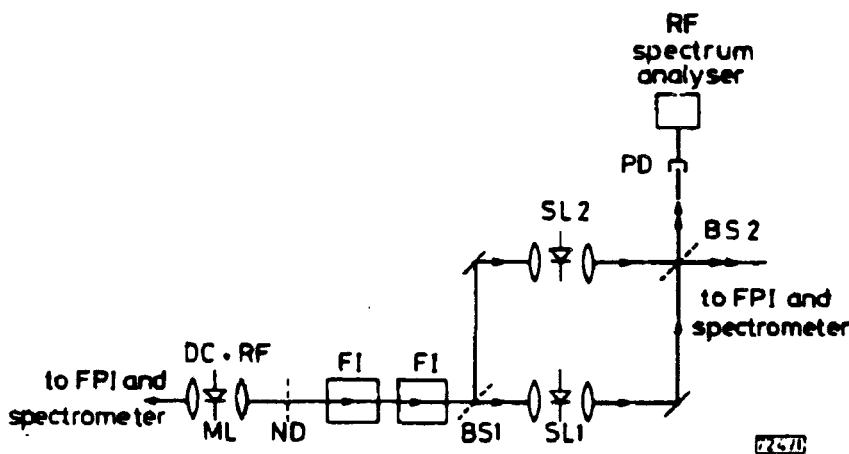 RF
spectrum
analyser
PD
SL2
BS2
to FPI and
spectrometer
DC + RF
FI
FI
to FPI and
spectrometer
ML
ND
BS1
SL1